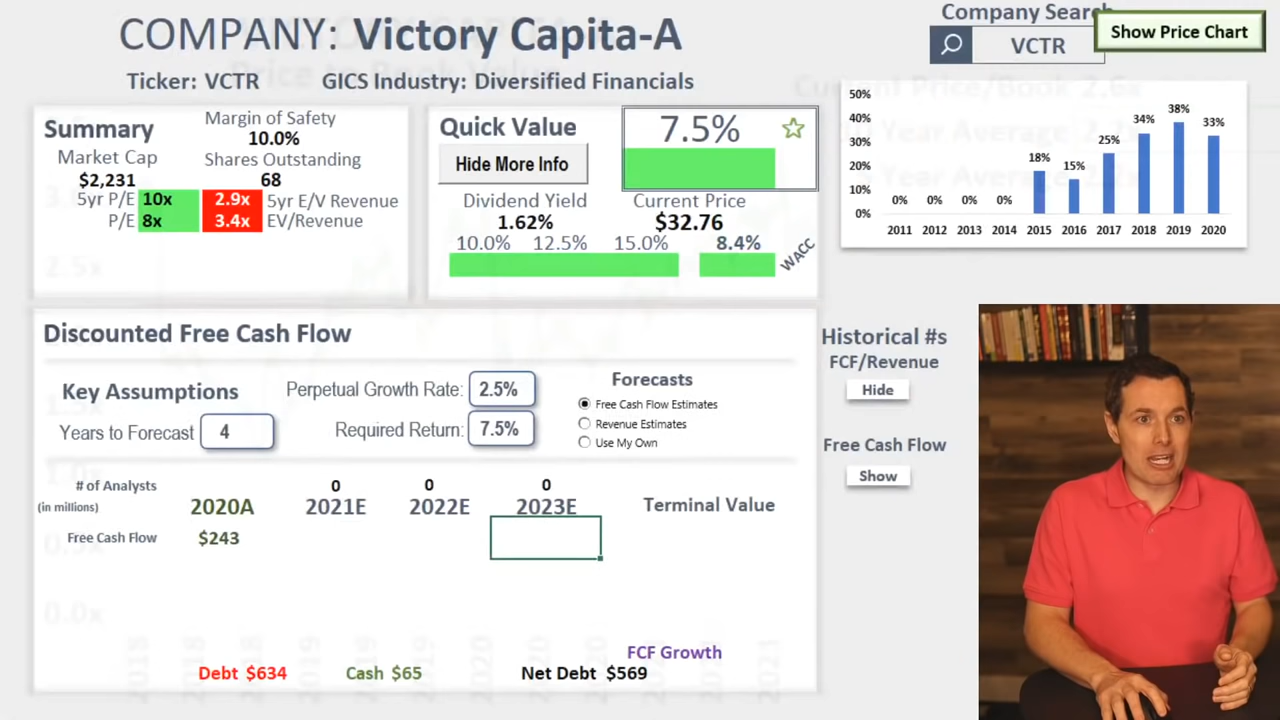 COMPANY: Victory Capita-A
Ticker: VCTR GICS Industry: Diversified Financials
Company Search
VCTR
Show Price Chart
Summary
Margin of Safety
10.0%
Market Cap
$2,231
Shares Outstanding
68
5yr P/E 10x 2.9x 5yr E/V Revenue
P/E 8x 3.4x EV/Revenue
Quick Value
7.5%
Hide More Info
Dividend Yield
1.62%
Current Price
$32.76
10.0% 12.5% 15.0% 8.4% WACC
50%
40%
30%
20%
10%
0%
0% 0% 0% 0% 18% 15% 25% 34% 38% 33%
2011 2012 2013 2014 2015 2016 2017 2018 2019 2020
Discounted Free Cash Flow
Key Assumptions
Years to Forecast 4
Perpetual Growth Rate: 2.5%
Required Return: 7.5%
Forecasts
Free Cash Flow Estimates
Revenue Estimates
Use My Own
Historical #s
FCF/Revenue
Hide
Free Cash Flow
Show
# of Analysts 0 0 0
(in millions) 2020A 2021E 2022E 2023E Terminal Value
Free Cash Flow $243
FCF Growth
Debt $634 Cash $65 Net Debt $569